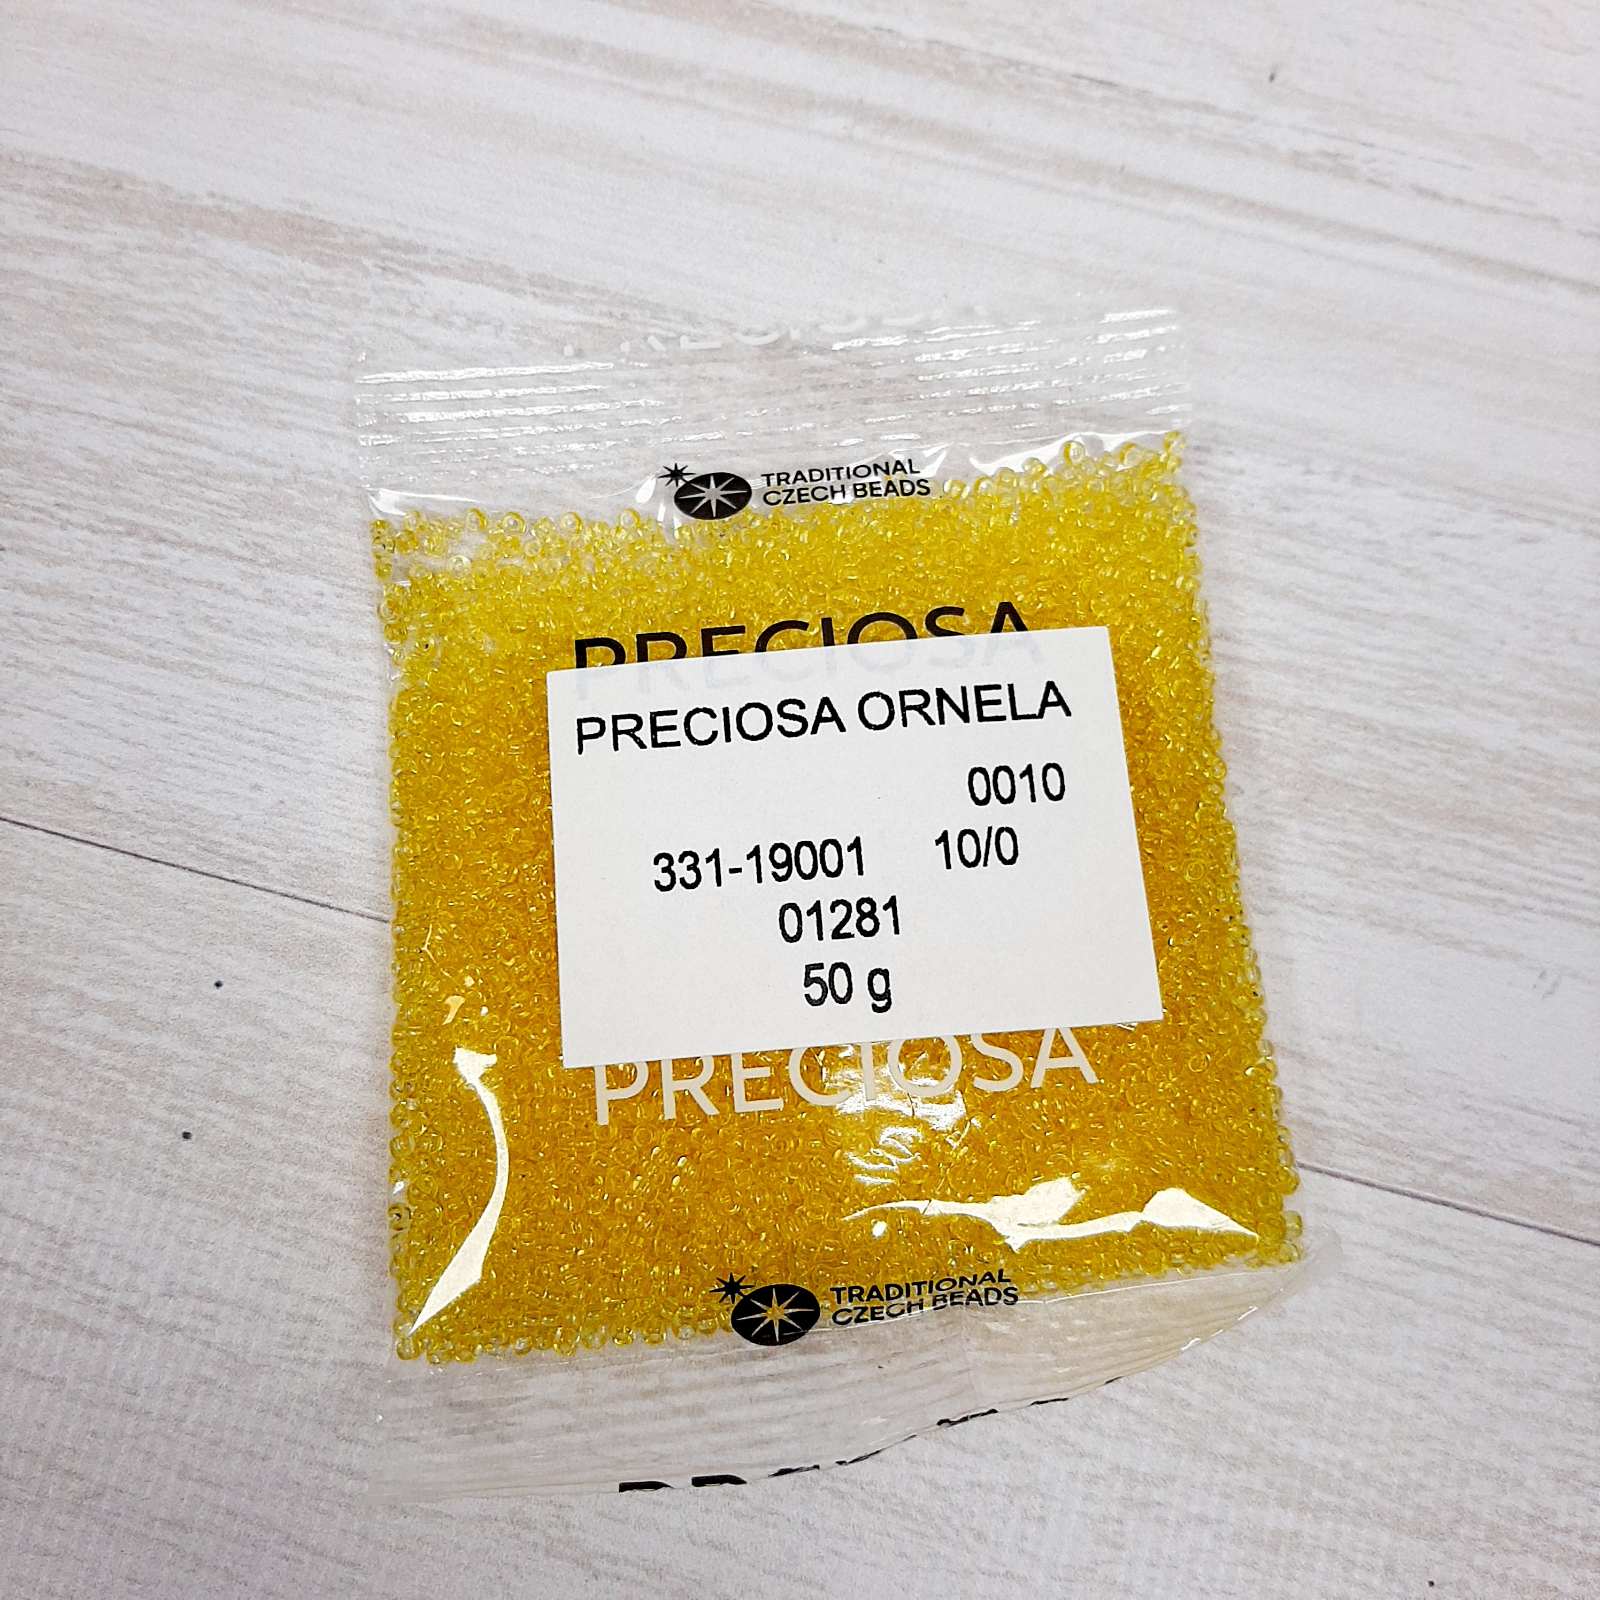 TRADITIONAL
CZECH BEADS
PRECIOSA
PRECIOSA ORNELA
0010
331-19001 10/0
01281
50 g
PRECIOSA
TRADITIONAL
CZECH BEADS